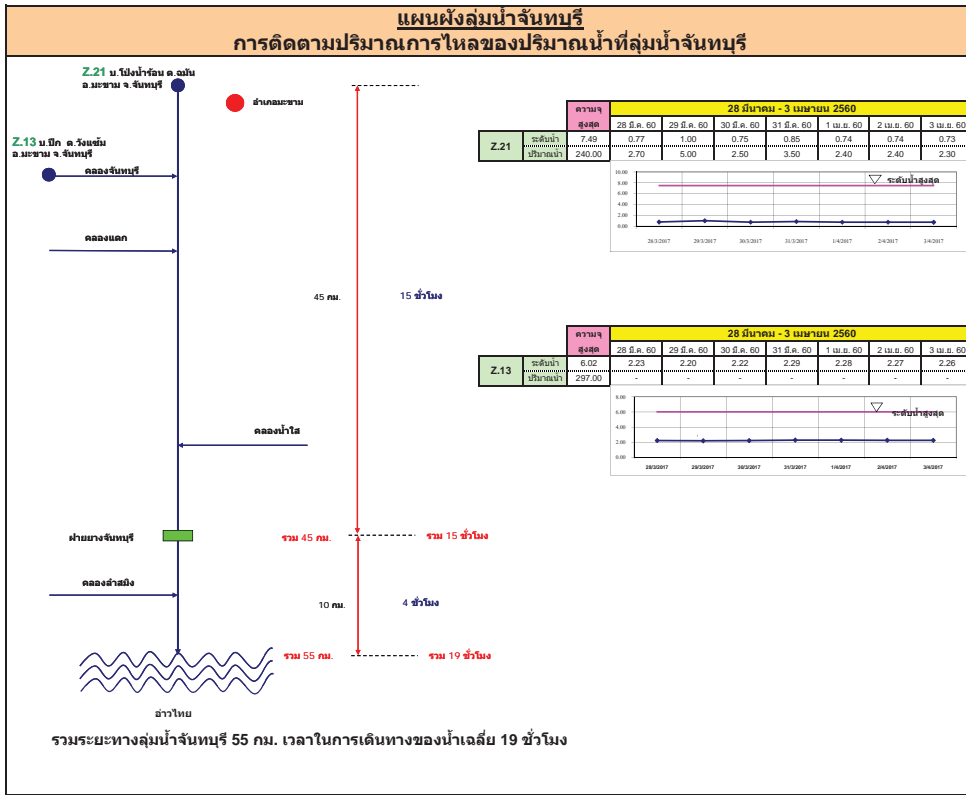 แผนผังลุ่มน้ำจันทบุรี
การติดตามปริมาณการไหลของปริมาณน้ำที่ลุ่มน้ำจันทบุรี
Z.21 บ.โป่งน้ำร้อน ต.ฉมัน
อ.มะขาม จ.จันทบุรี
อำเภอมะขาม
Z.13 บ.ปึก ต.วังแซ้ม
อ.มะขาม จ.จันทบุรี
คลองจันทบุรี
คลองแตก
45 กม.
15 ชั่วโมง
คลองน้ำใส
ฝายยางจันทบุรี
รวม 45 กม.
รวม 15 ชั่วโมง
คลองลำสมิง
10 กม.
4 ชั่วโมง
รวม 55 กม.
รวม 19 ชั่วโมง
อ่าวไทย
รวมระยะทางลุ่มน้ำจันทบุรี 55 กม. เวลาในการเดินทางของน้ำเฉลี่ย 19 ชั่วโมง
ความจุ 28 มีนาคม - 3 เมษายน 2560
สูงสุด 28 มี.ค. 60 29 มี.ค. 60 30 มี.ค. 60 31 มี.ค. 60 1 เม.ย. 60 2 เม.ย. 60 3 เม.ย. 60
Z.21
ระดับน้ำ 7.49 0.77 1.00 0.75 0.85 0.74 0.74 0.73
ปริมาณน้ำ 240.00 2.70 5.00 2.50 3.50 2.40 2.40 2.30
10.00
8.00
6.00
4.00
2.00
0.00
ระดับน้ำสูงสุด
28/3/2017 29/3/2017 30/3/2017 31/3/2017 1/4/2017 2/4/2017 3/4/2017
ความจุ 28 มีนาคม - 3 เมษายน 2560
สูงสุด 28 มี.ค. 60 29 มี.ค. 60 30 มี.ค. 60 31 มี.ค. 60 1 เม.ย. 60 2 เม.ย. 60 3 เม.ย. 60
Z.13
ระดับน้ำ 6.02 2.23 2.20 2.22 2.29 2.28 2.27 2.26
ปริมาณน้ำ 297.00 - - - - - - -
8.00
6.00
4.00
2.00
0.00
ระดับน้ำสูงสุด
28/3/2017 29/3/2017 30/3/2017 31/3/2017 1/4/2017 2/4/2017 3/4/2017